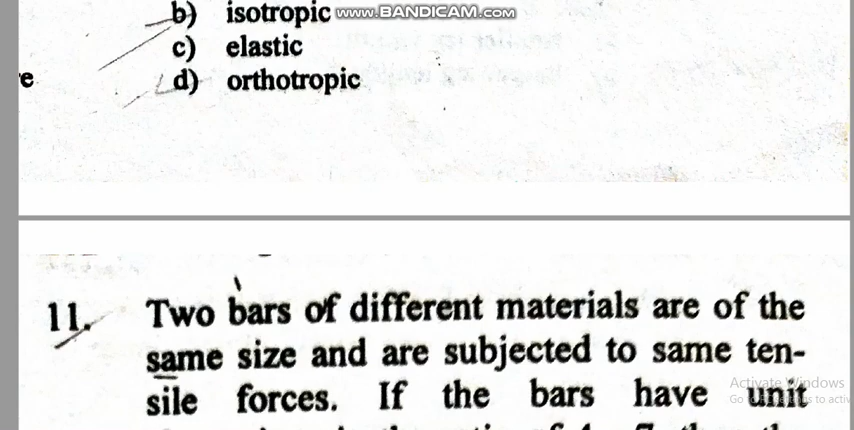 b) isotropic www.BANDICAM.com
c) elastic
e
d) orthotropic
11. Two bars of different materials are of the
same size and are subjected to same ten-
sile forces. If the bars have unit
Activate Windows